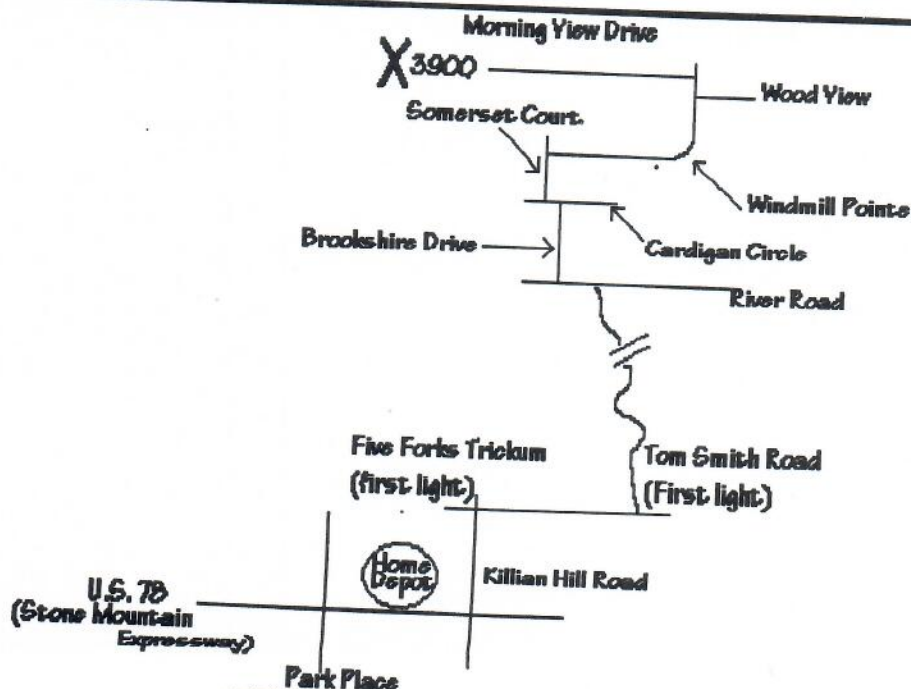 Morning View Drive
X 3900
Wood View
Somerset Court
Windmill Pointe
Brookshire Drive
Cardigan Circle
River Road
Five Forks Trickum
(first light)
Tom Smith Road
(First light)
Home
Depot
Killian Hill Road
U.S. 78
(Stone Mountain
Expressway)
Park Place